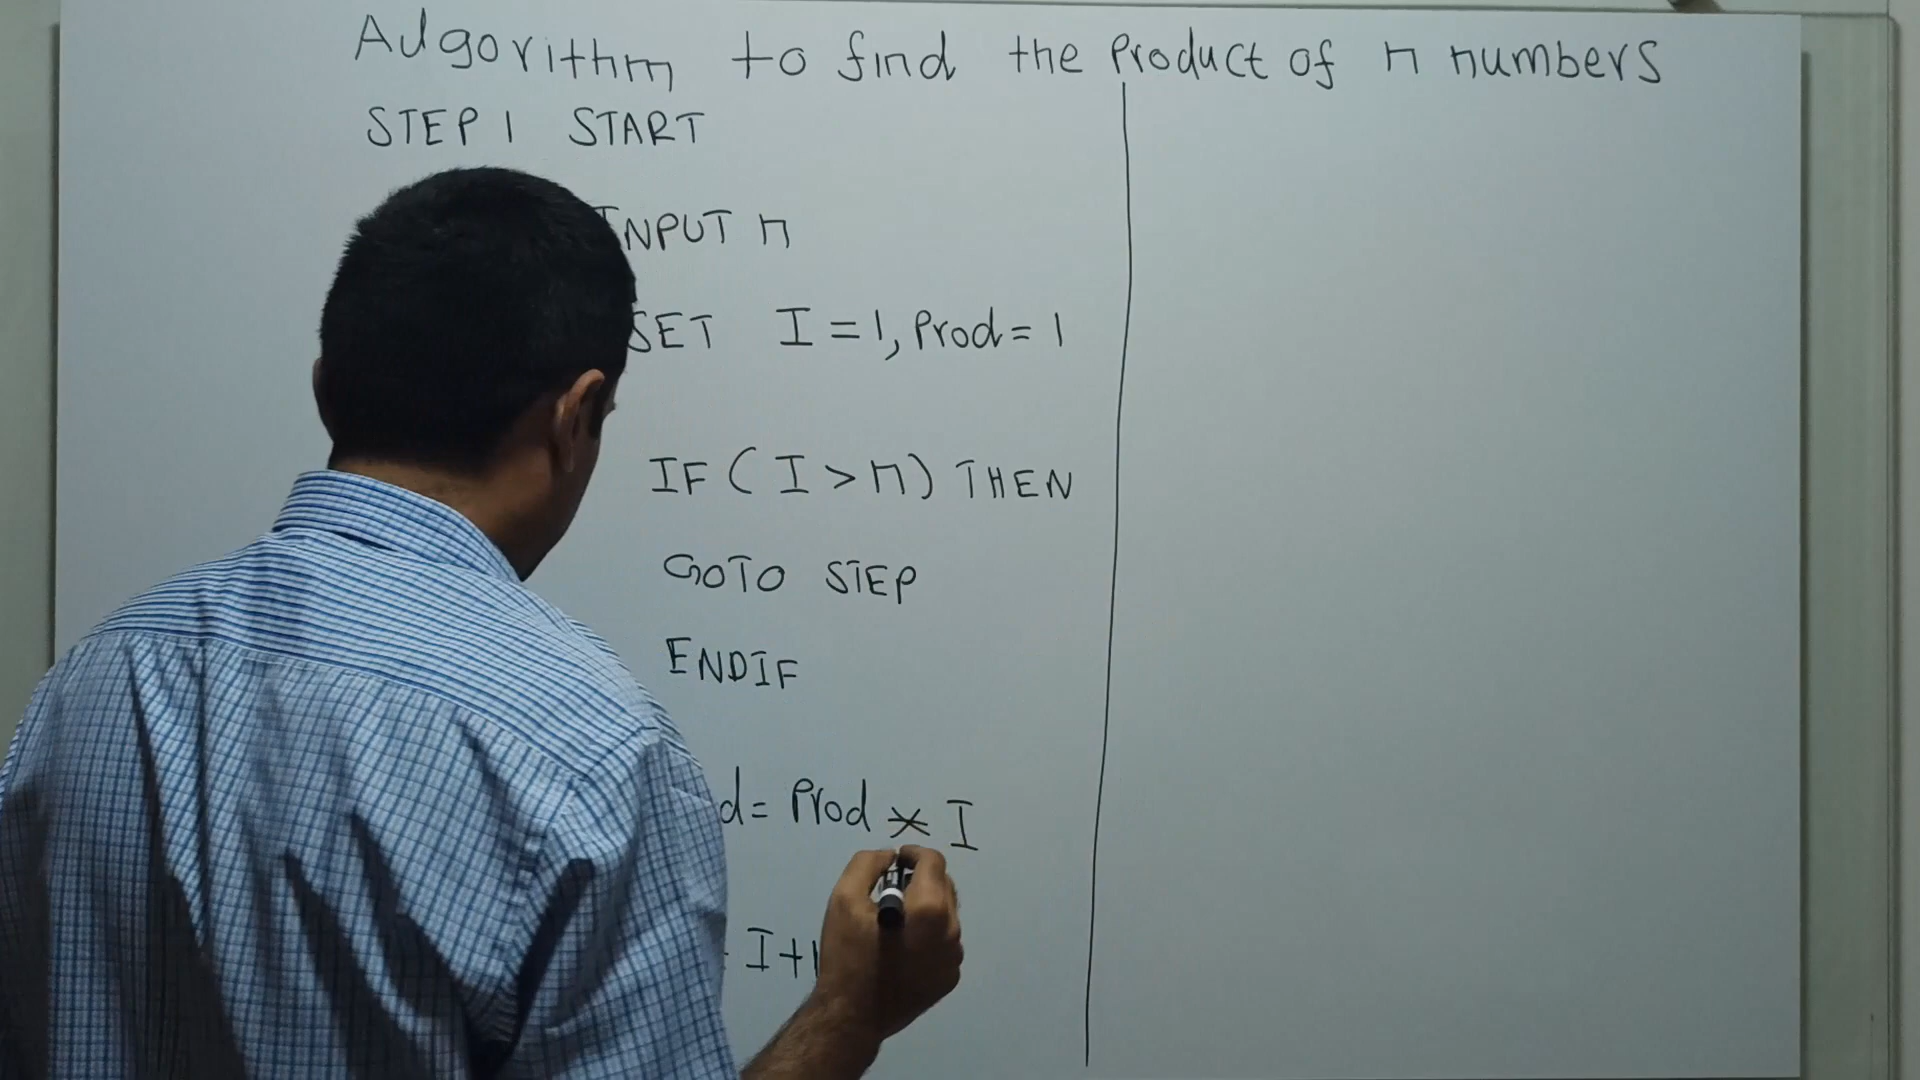 Algorithm to find the Product of n numbers
STEP 1 START
INPUT n
SET I = 1, Prod = 1
IF ( I > n ) THEN
GOTO STEP
ENDIF
d = Prod * I
I+1